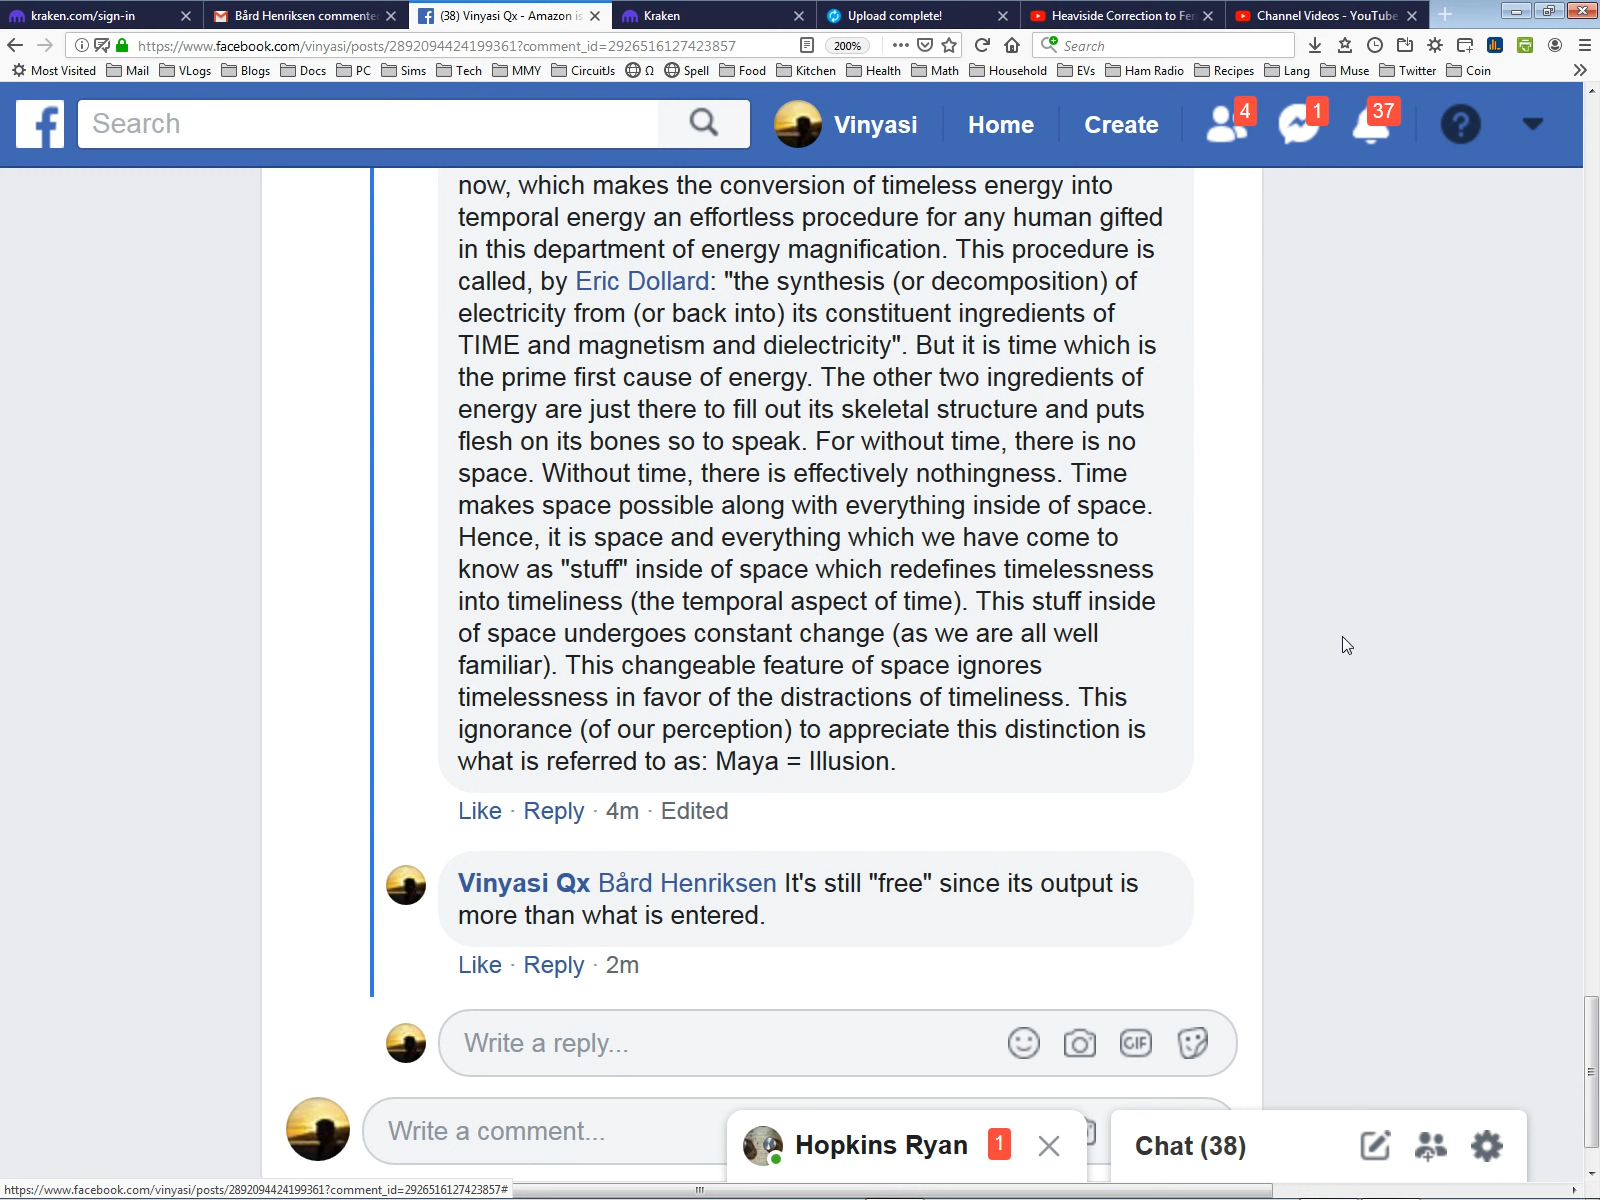 kraken.com/sign-in
Bård Henriksen commente
(38) Vinyasi Qx - Amazon is
Kraken
Upload complete!
Heaviside Correction to Fer
Channel Videos - YouTube
https://www.facebook.com/vinyasi/posts/2892094424199361?comment_id=2926516127423857
200%
Search
Most Visited
Mail
VLogs
Blogs
Docs
PC
Sims
Tech
MMY
CircuitJs
Ω
Spell
Food
Kitchen
Health
Math
Household
EVs
Ham Radio
Recipes
Lang
Muse
Twitter
Coin
Search
Vinyasi
Home
Create
4
1
37
now, which makes the conversion of timeless energy into
temporal energy an effortless procedure for any human gifted
in this department of energy magnification. This procedure is
called, by Eric Dollard: "the synthesis (or decomposition) of
electricity from (or back into) its constituent ingredients of
TIME and magnetism and dielectricity". But it is time which is
the prime first cause of energy. The other two ingredients of
energy are just there to fill out its skeletal structure and puts
flesh on its bones so to speak. For without time, there is no
space. Without time, there is effectively nothingness. Time
makes space possible along with everything inside of space.
Hence, it is space and everything which we have come to
know as "stuff" inside of space which redefines timelessness
into timeliness (the temporal aspect of time). This stuff inside
of space undergoes constant change (as we are all well
familiar). This changeable feature of space ignores
timelessness in favor of the distractions of timeliness. This
ignorance (of our perception) to appreciate this distinction is
what is referred to as: Maya = Illusion.
Like · Reply · 4m · Edited
Vinyasi Qx Bård Henriksen It's still "free" since its output is
more than what is entered.
Like · Reply · 2m
Write a reply...
GIF
Write a comment...
Hopkins Ryan 1
Chat (38)
https://www.facebook.com/vinyasi/posts/2892094424199361?comment_id=2926516127423857#